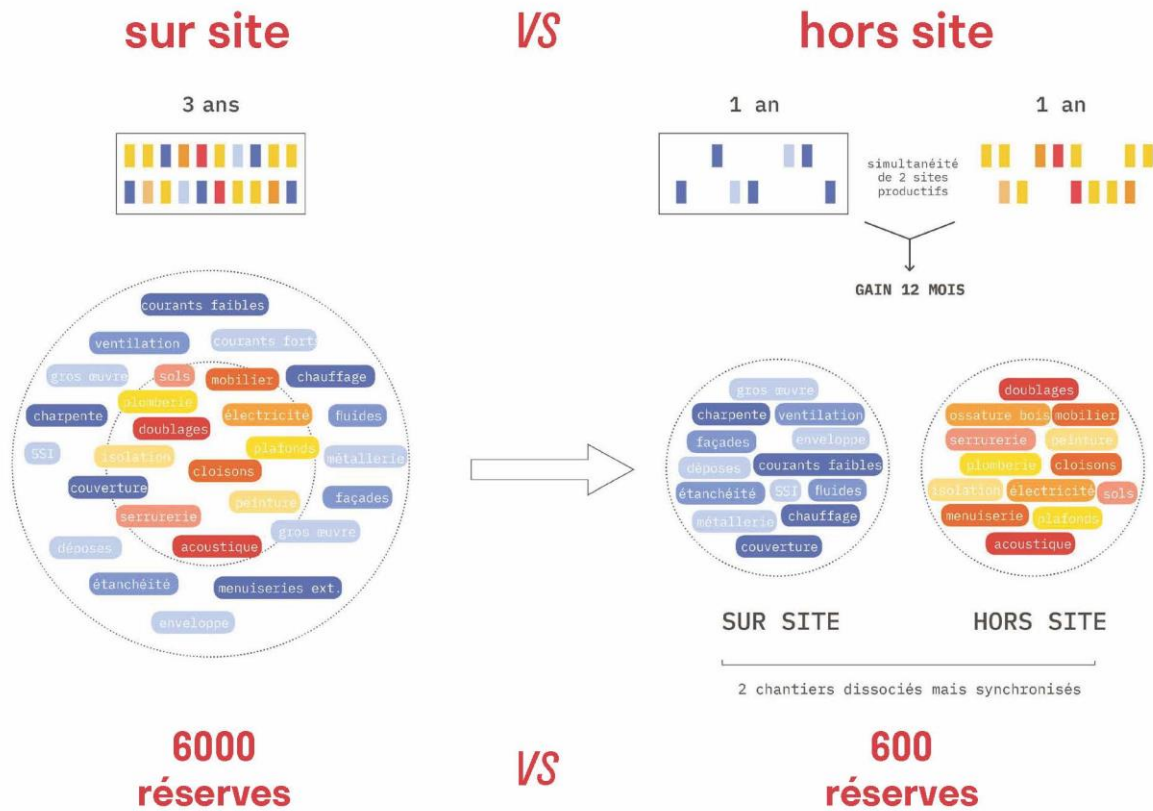 sur site
VS
hors site
3 ans
1 an
1 an
simultanéité
de 2 sites
productifs
GAIN 12 MOIS
courants faibles
ventilation
courants fort
gros œuvre
sols
mobilier
chauffage
plomberie
charpente
doublages
électricité
fluides
SSI
isolation
plafonds
métallerie
cloisons
couverture
peinture
façades
serrurerie
gros œuvre
déposes
acoustique
étanchéité
menuiseries ext.
enveloppe
gros œuvre
charpente
ventilation
façades
enveloppe
déposes
courants faibles
étanchéité
SSI
fluides
métallerie
chauffage
couverture
doublages
ossature bois
mobilier
serrurerie
peinture
plomberie
cloisons
isolation
électricité
sols
menuiserie
plafonds
acoustique
SUR SITE
HORS SITE
2 chantiers dissociés mais synchronisés
6000
réserves
VS
600
réserves